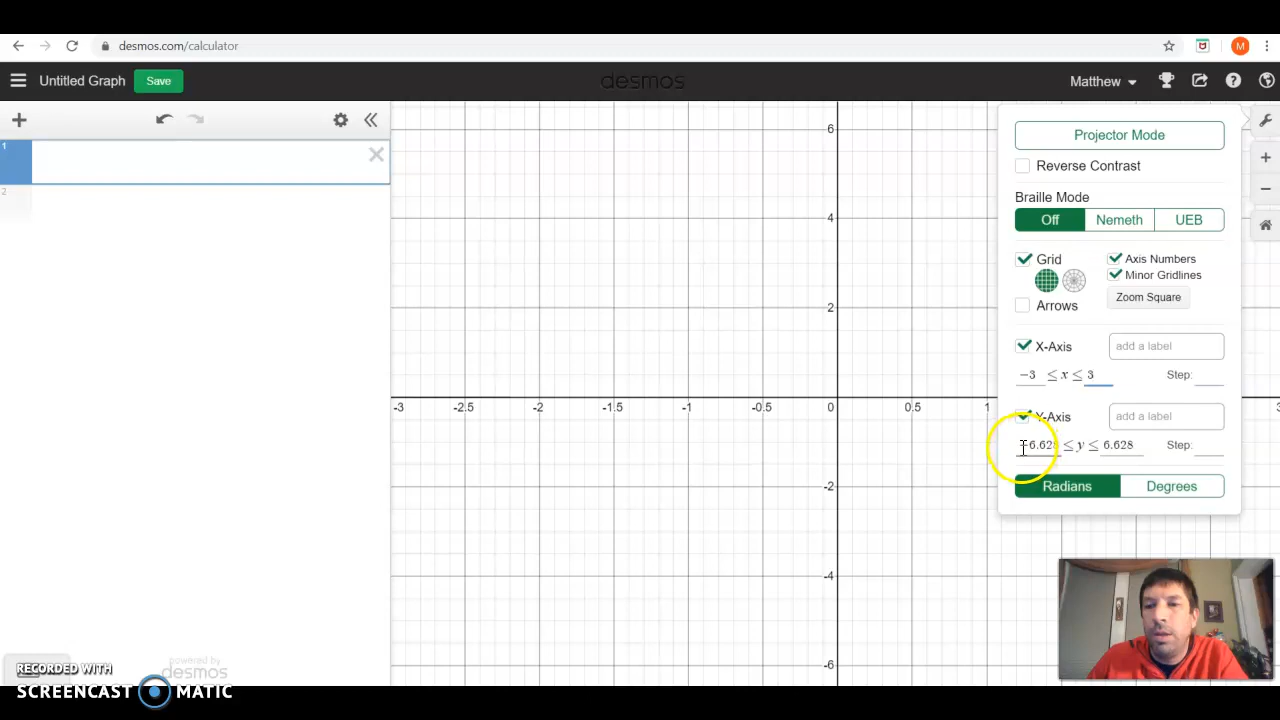 desmos.com/calculator
M
Untitled Graph
Save
desmos
Matthew
1
2
Projector Mode
Reverse Contrast
Braille Mode
Off
Nemeth
UEB
Grid
Axis Numbers
Minor Gridlines
Zoom Square
Arrows
X-Axis
add a label
−3 ≤ x ≤ 3
Step:
Y-Axis
add a label
−6.628 ≤ y ≤ 6.628
Step:
Radians
Degrees
6
4
2
-3 -2.5 -2 -1.5 -1 -0.5 0 0.5 1 3
-2
-4
-6
powered by
desmos
RECORDED WITH
SCREENCAST MATIC